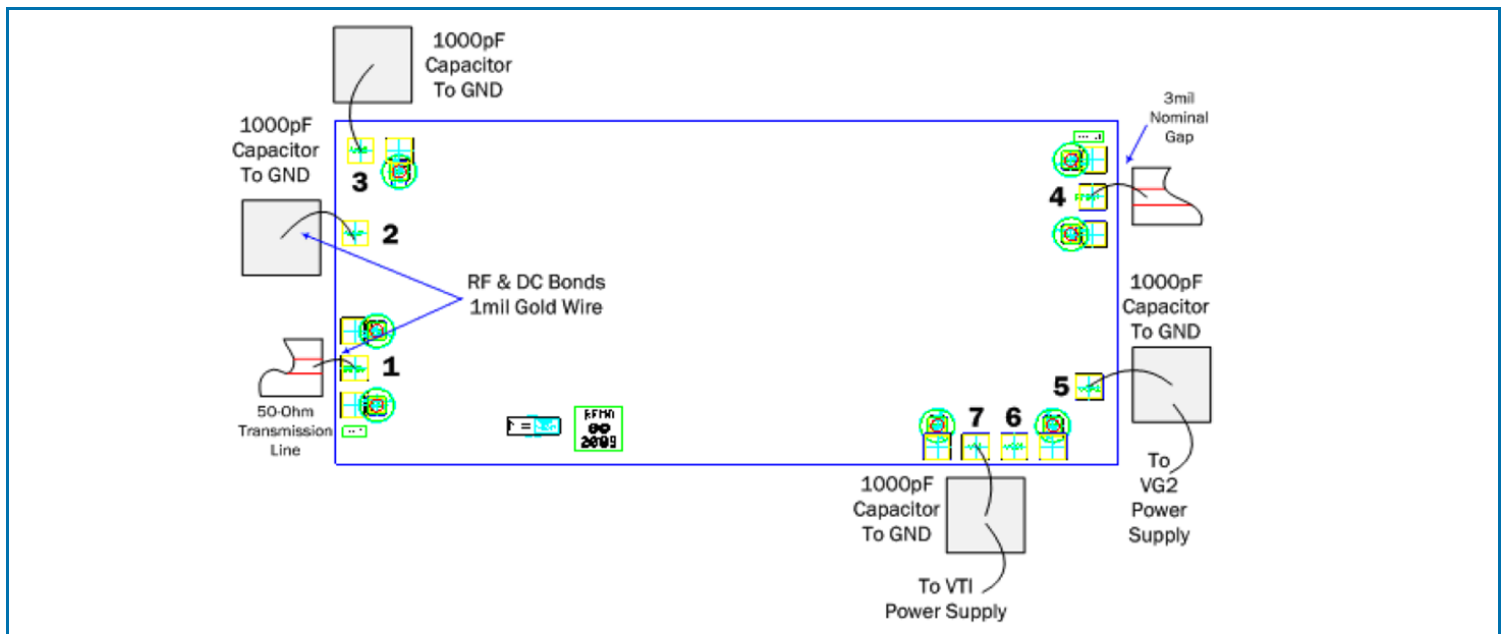 1000pF
Capacitor
To GND
1000pF
Capacitor
To GND
3mil
Nominal
Gap
3
4
2
RF & DC Bonds
1mil Gold Wire
1000pF
Capacitor
To GND
1
5
50-Ohm
Transmission
Line
RFMD
2009
7
6
1000pF
Capacitor
To GND
To
VG2
Power
Supply
To VTI
Power Supply